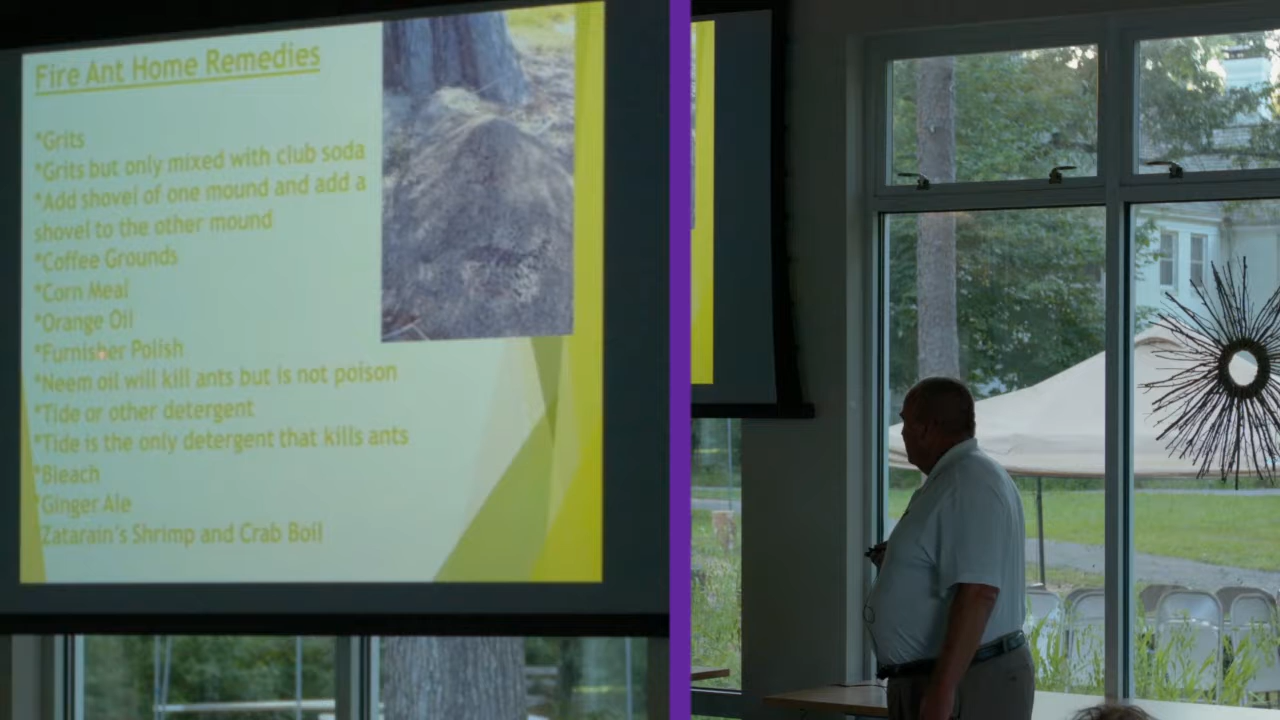 Fire Ant Home Remedies
*Grits
*Grits but only mixed with club soda
*Add shovel of one mound and add a
shovel to the other mound
*Coffee Grounds
*Corn Meal
*Orange Oil
*Furnisher Polish
*Neem oil will kill ants but is not poison
*Tide or other detergent
*Tide is the only detergent that kills ants
*Bleach
*Ginger Ale
*Zatarain's Shrimp and Crab Boil